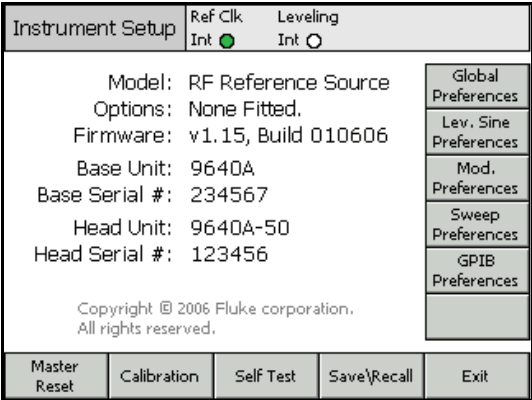 Instrument Setup
Ref Clk
Int
Leveling
Int
Model: RF Reference Source
Options: None Fitted.
Firmware: v1.15, Build 010606
Base Unit: 9640A
Base Serial #: 234567
Head Unit: 9640A-50
Head Serial #: 123456
Copyright © 2006 Fluke corporation.
All rights reserved.
Global
Preferences
Lev. Sine
Preferences
Mod.
Preferences
Sweep
Preferences
GPIB
Preferences
Master
Reset
Calibration
Self Test
Save\Recall
Exit